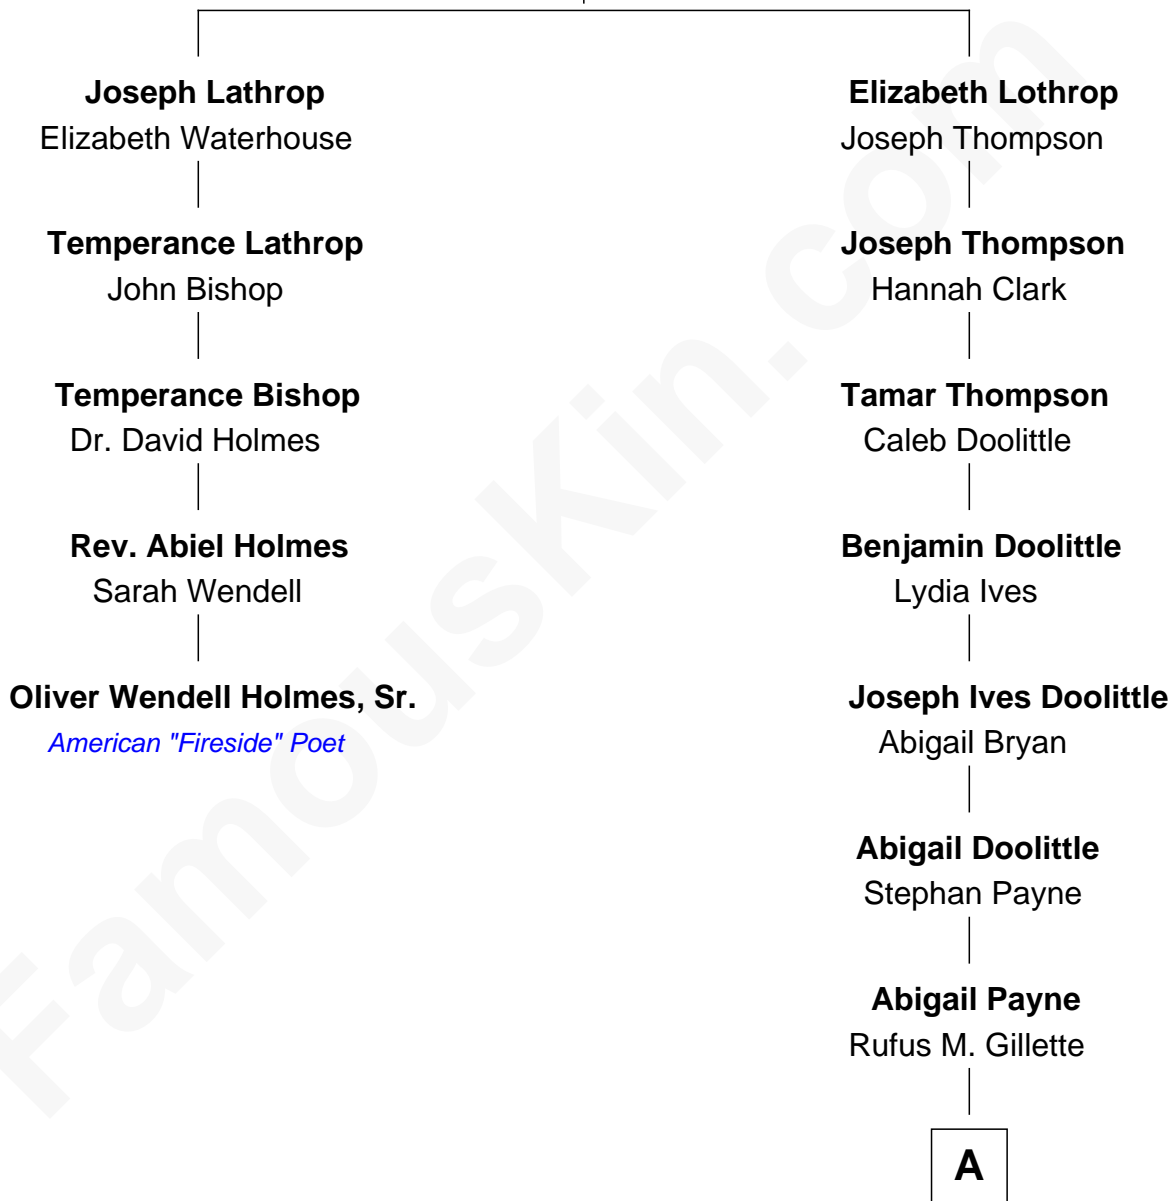 Joseph Lathrop
Elizabeth Waterhouse
Temperance Lathrop
John Bishop
Temperance Bishop
Dr. David Holmes
Rev. Abiel Holmes
Sarah Wendell
Oliver Wendell Holmes, Sr.
American "Fireside" Poet
Elizabeth Lothrop
Joseph Thompson
Joseph Thompson
Hannah Clark
Tamar Thompson
Caleb Doolittle
Benjamin Doolittle
Lydia Ives
Joseph Ives Doolittle
Abigail Bryan
Abigail Doolittle
Stephan Payne
Abigail Payne
Rufus M. Gillette
A
FamousKin.com